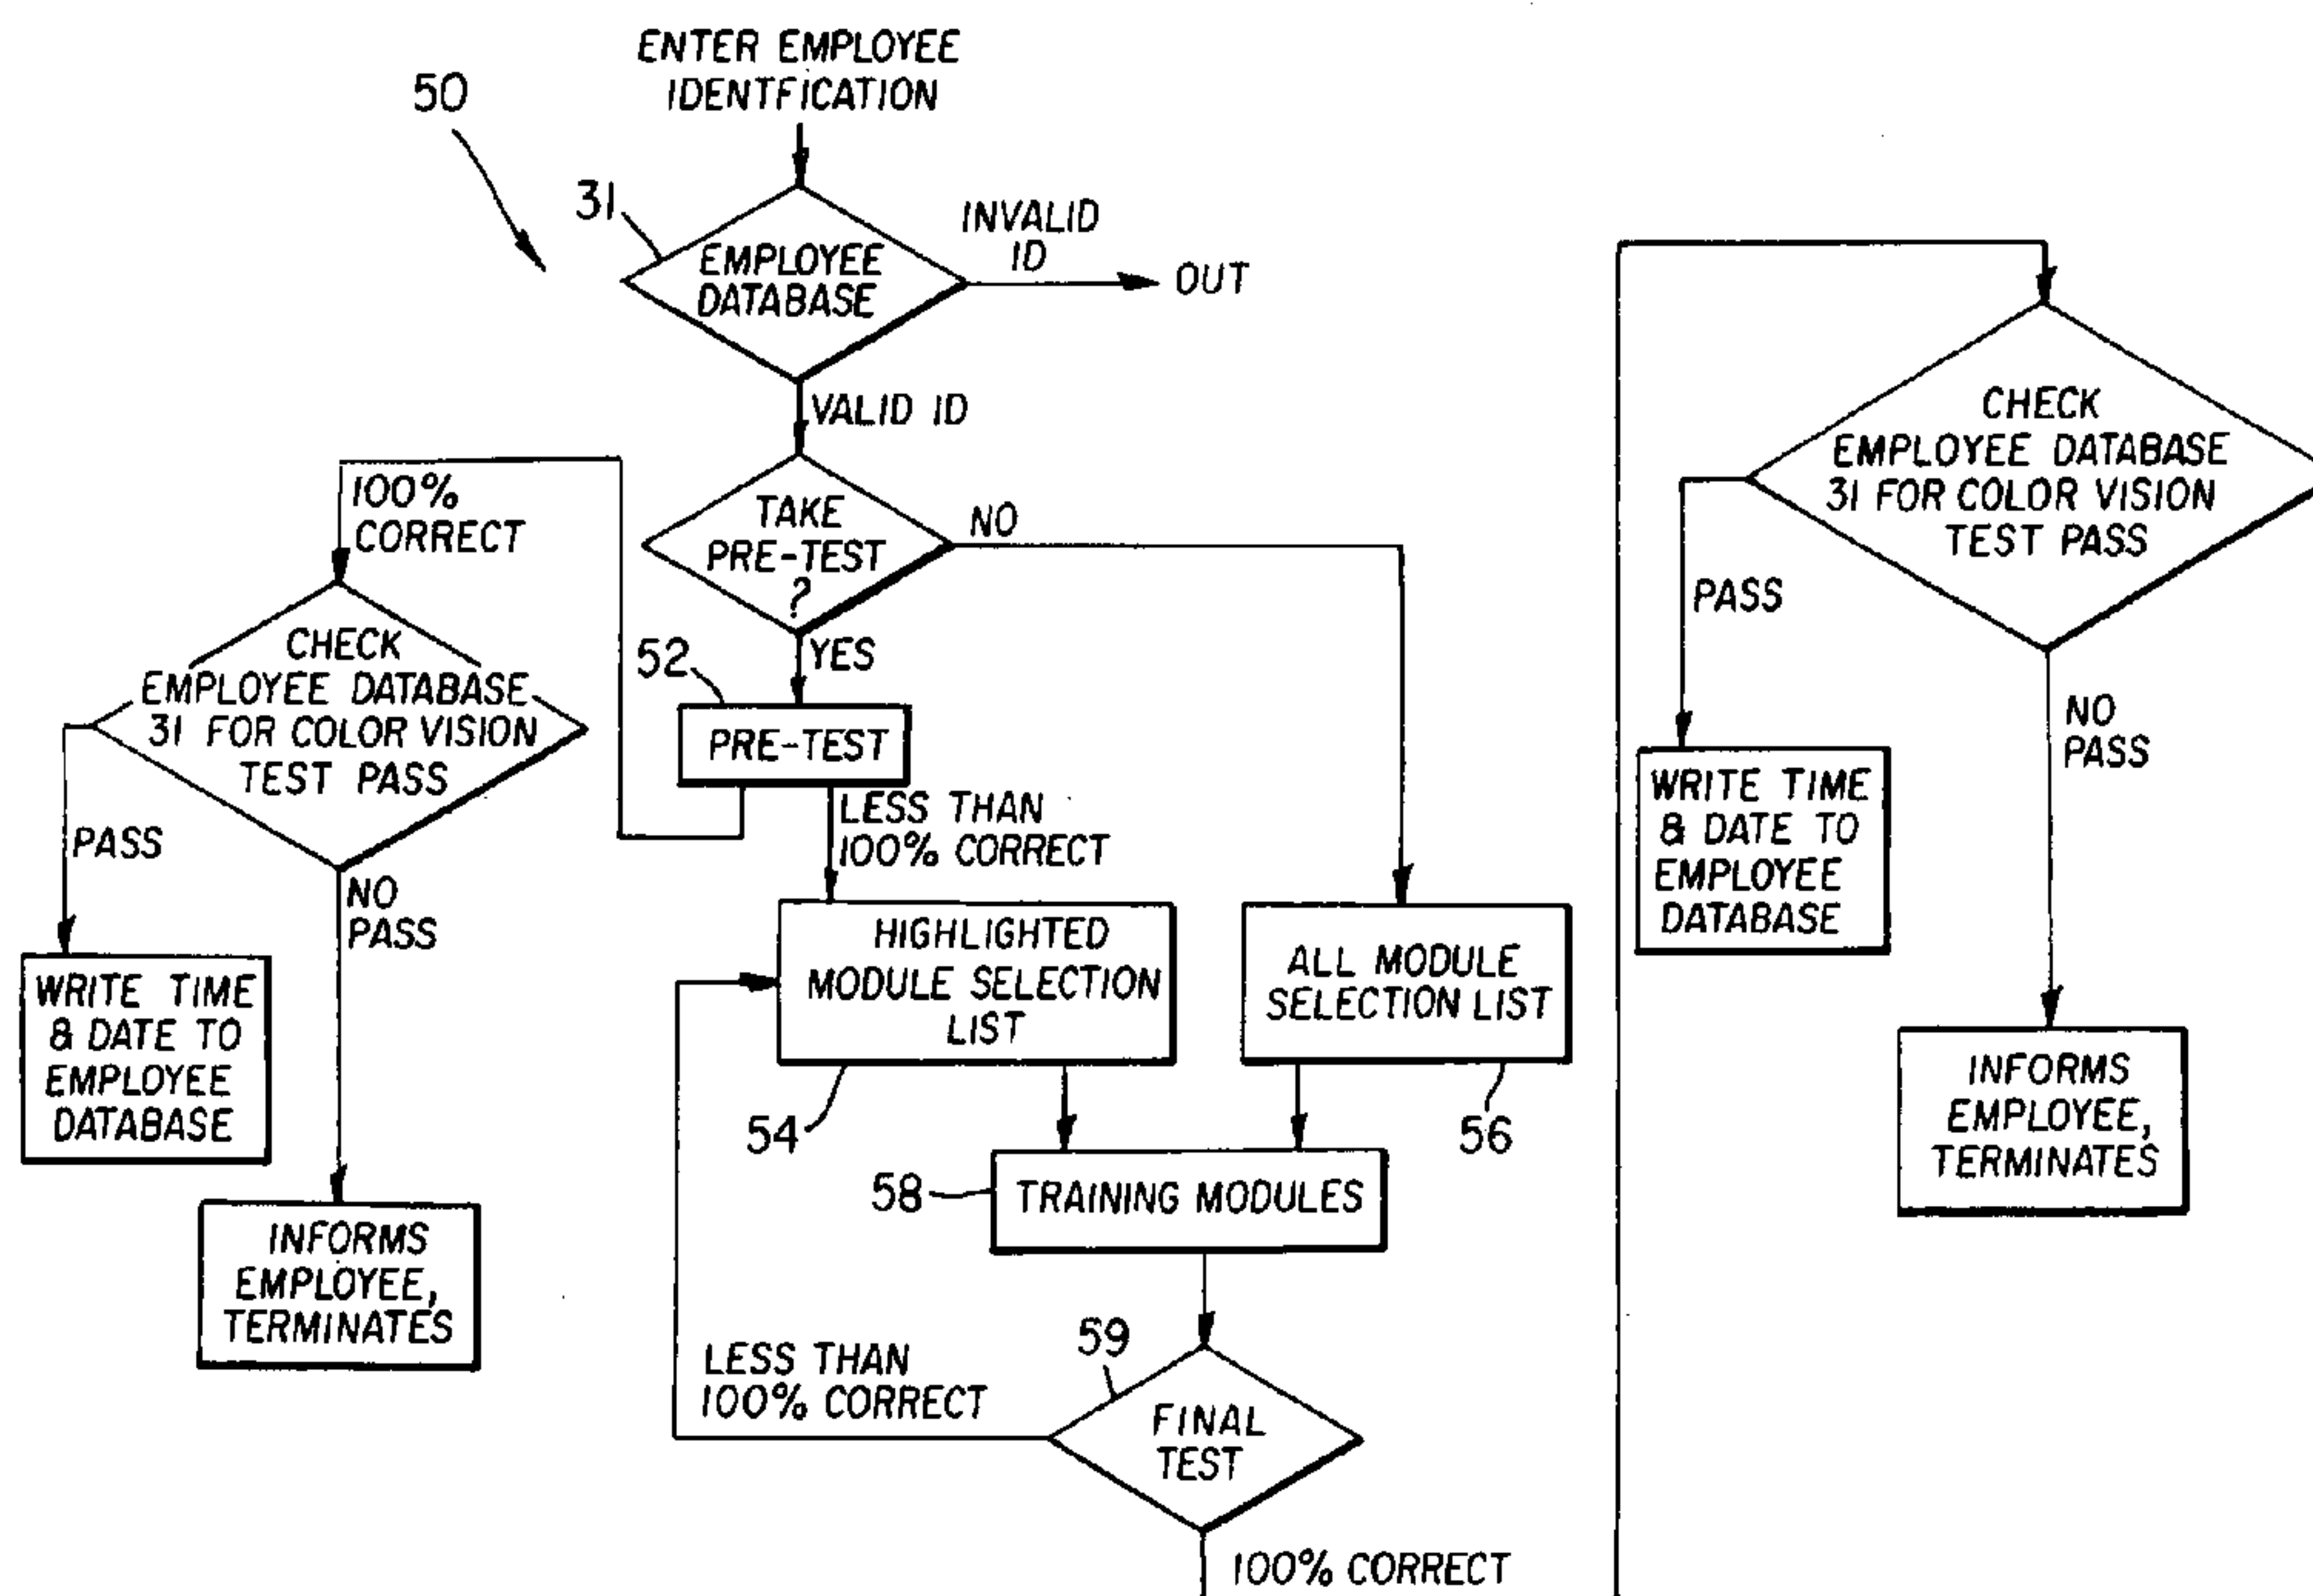 ENTER EMPLOYEE
IDENTFICATION
50
31
EMPLOYEE
DATABASE
INVALID
ID
OUT
VALID ID
TAKE
PRE-TEST
?
NO
YES
52
PRE-TEST
100%
CORRECT
LESS THAN
100% CORRECT
CHECK
EMPLOYEE DATABASE
31 FOR COLOR VISION
TEST PASS
PASS
NO
PASS
WRITE TIME
& DATE TO
EMPLOYEE
DATABASE
INFORMS
EMPLOYEE,
TERMINATES
HIGHLIGHTED
MODULE SELECTION
LIST
54
ALL MODULE
SELECTION LIST
56
58
TRAINING MODULES
59
FINAL
TEST
LESS THAN
100% CORRECT
100% CORRECT
CHECK
EMPLOYEE DATABASE
31 FOR COLOR VISION
TEST PASS
PASS
NO
PASS
WRITE TIME
& DATE TO
EMPLOYEE
DATABASE
INFORMS
EMPLOYEE,
TERMINATES